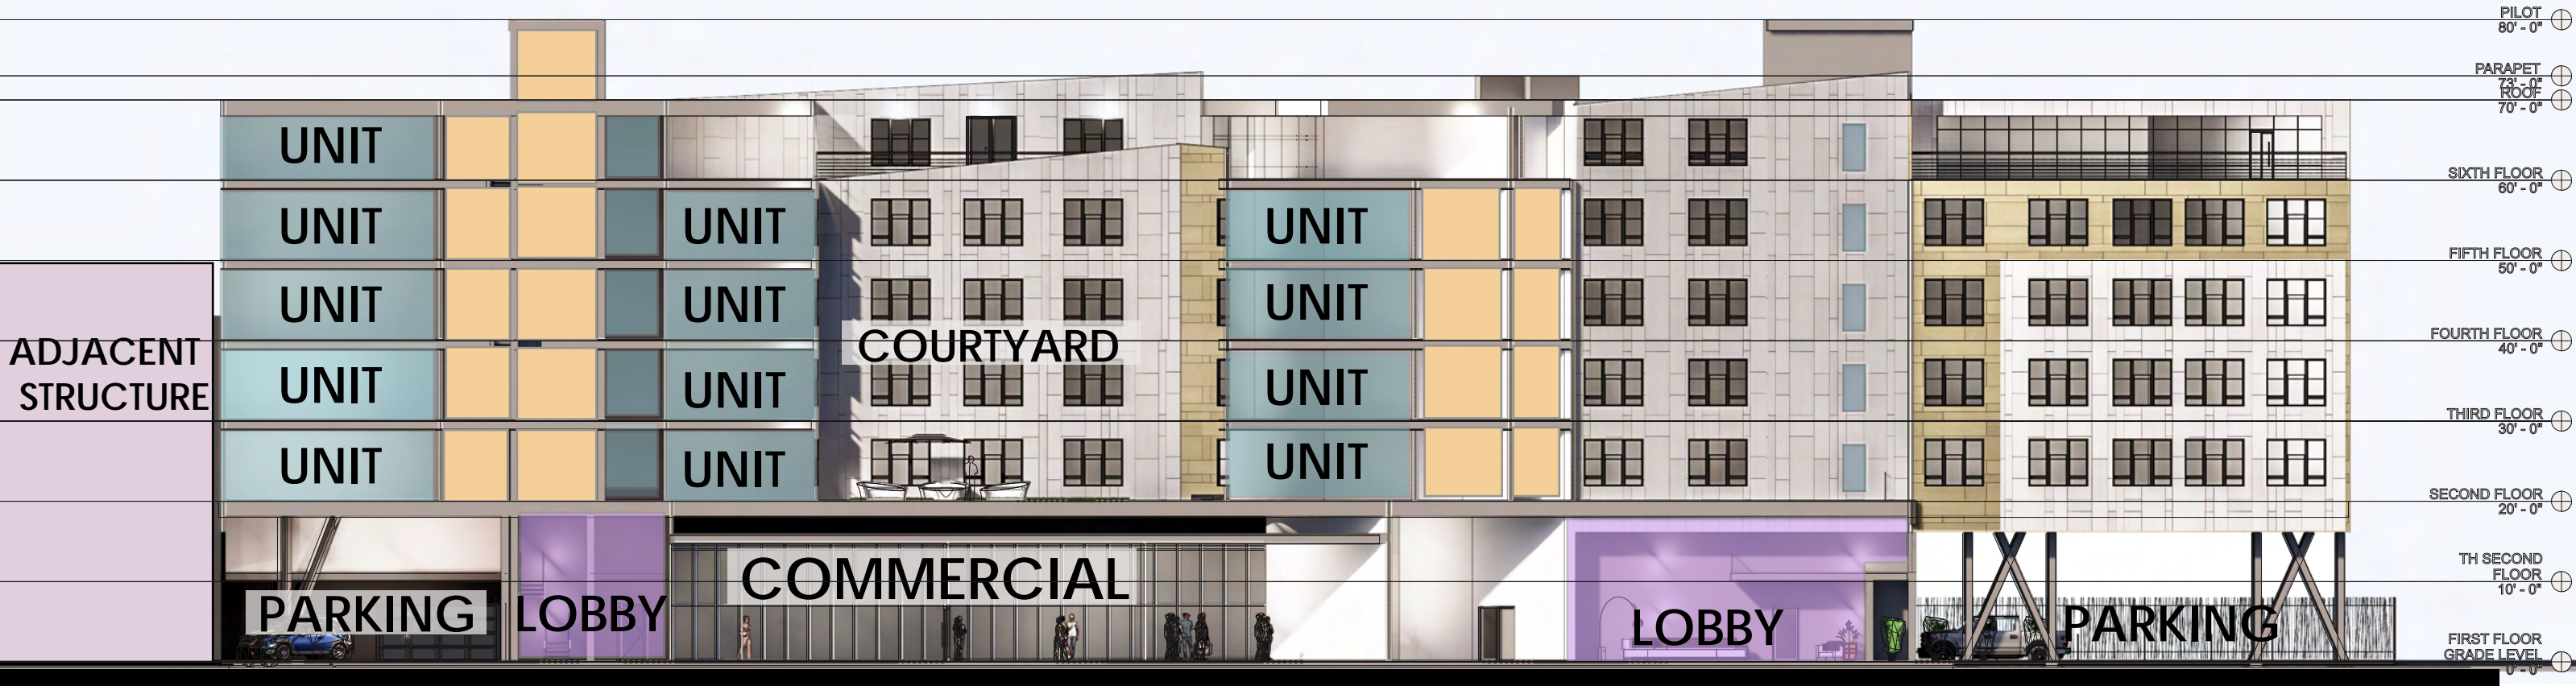 PILOT
80' - 0"
PARAPET
73' - 0"
ROOF
70' - 0"
UNIT
SIXTH FLOOR
60' - 0"
UNIT
UNIT
UNIT
FIFTH FLOOR
50' - 0"
UNIT
UNIT
UNIT
FOURTH FLOOR
40' - 0"
COURTYARD
ADJACENT
STRUCTURE
UNIT
UNIT
UNIT
THIRD FLOOR
30' - 0"
UNIT
UNIT
UNIT
SECOND FLOOR
20' - 0"
TH SECOND
FLOOR
10' - 0"
COMMERCIAL
PARKING
LOBBY
LOBBY
PARKING
FIRST FLOOR
GRADE LEVEL
0' - 0"